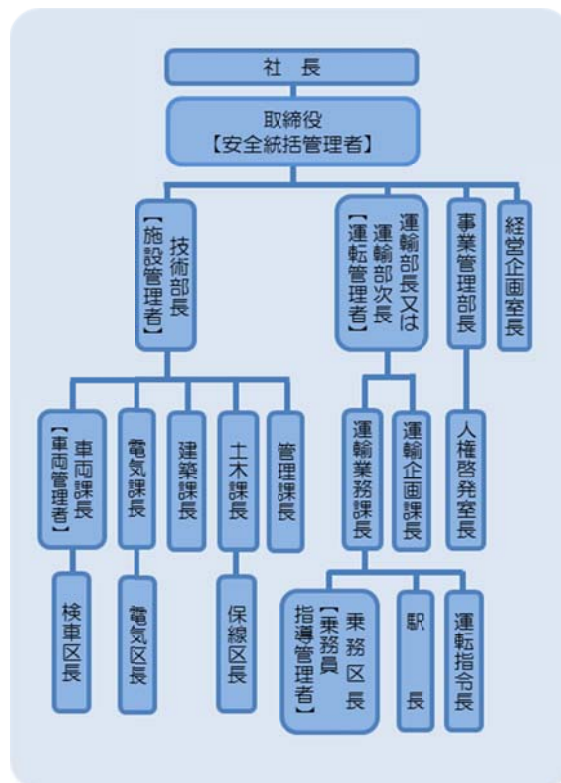 社　長
取締役
【安全統括管理者】
技術部長
【施設管理者】
運輸部長又は
運輸部次長
【運転管理者】
事業管理部長
経営企画室長
車両課長
【車両管理者】
電気課長
建築課長
土木課長
管理課長
運輸業務課長
運輸企画課長
人権啓発室長
検車区長
電気区長
保線区長
乗務区長
【乗務員
指導管理者】
駅　長
運転指令長